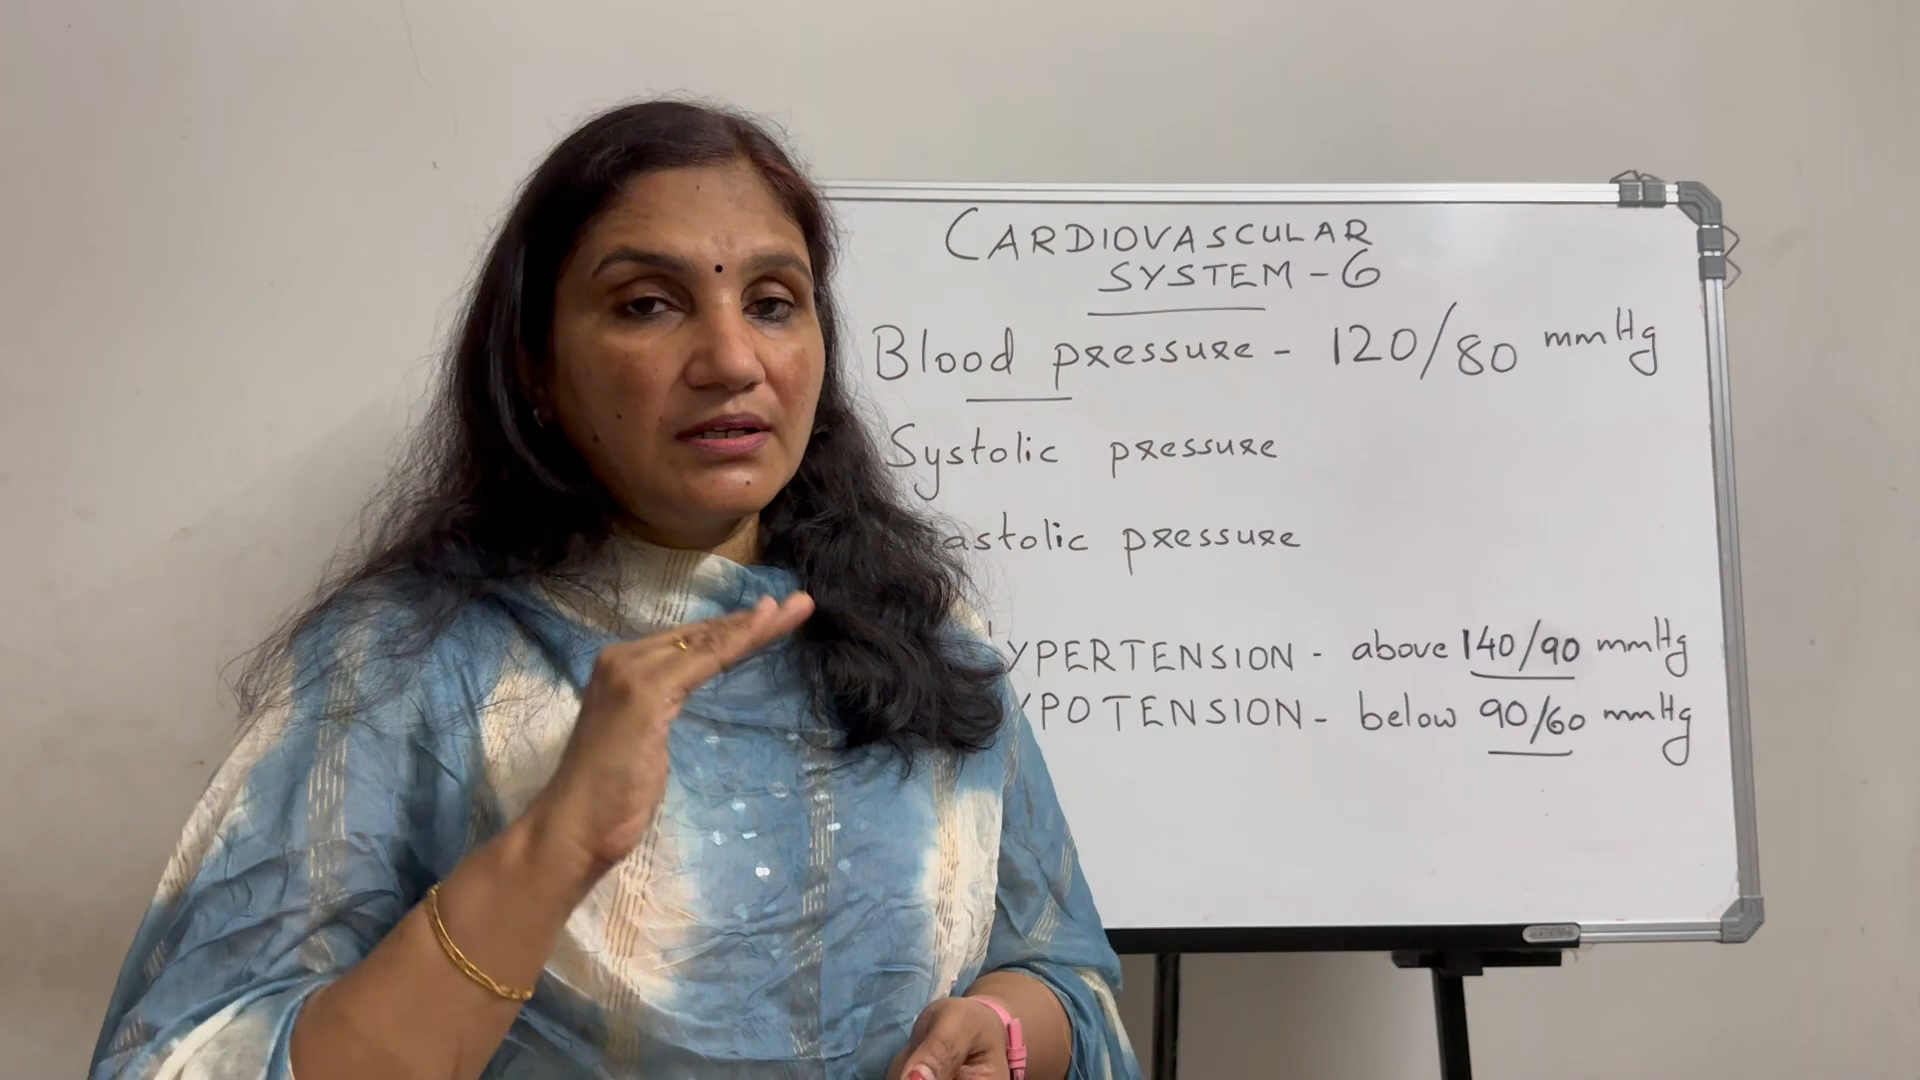 CARDIOVASCULAR
SYSTEM - 6
Blood pressure - 120/80 mmHg
Systolic pressure
astolic pressure
YPERTENSION - above 140/90 mmHg
YPOTENSION - below 90/60 mmHg